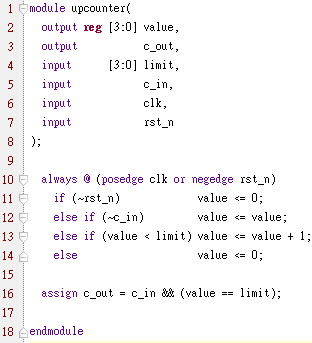 1 module upcounter(
2   output reg [3:0] value,
3   output           c_out,
4   input      [3:0] limit,
5   input            c_in,
6   input            clk,
7   input            rst_n
8 );
9
10   always @ (posedge clk or negedge rst_n)
11     if (~rst_n)            value <= 0;
12     else if (~c_in)        value <= value;
13     else if (value < limit) value <= value + 1;
14     else                   value <= 0;
15
16   assign c_out = c_in && (value == limit);
17
18 endmodule